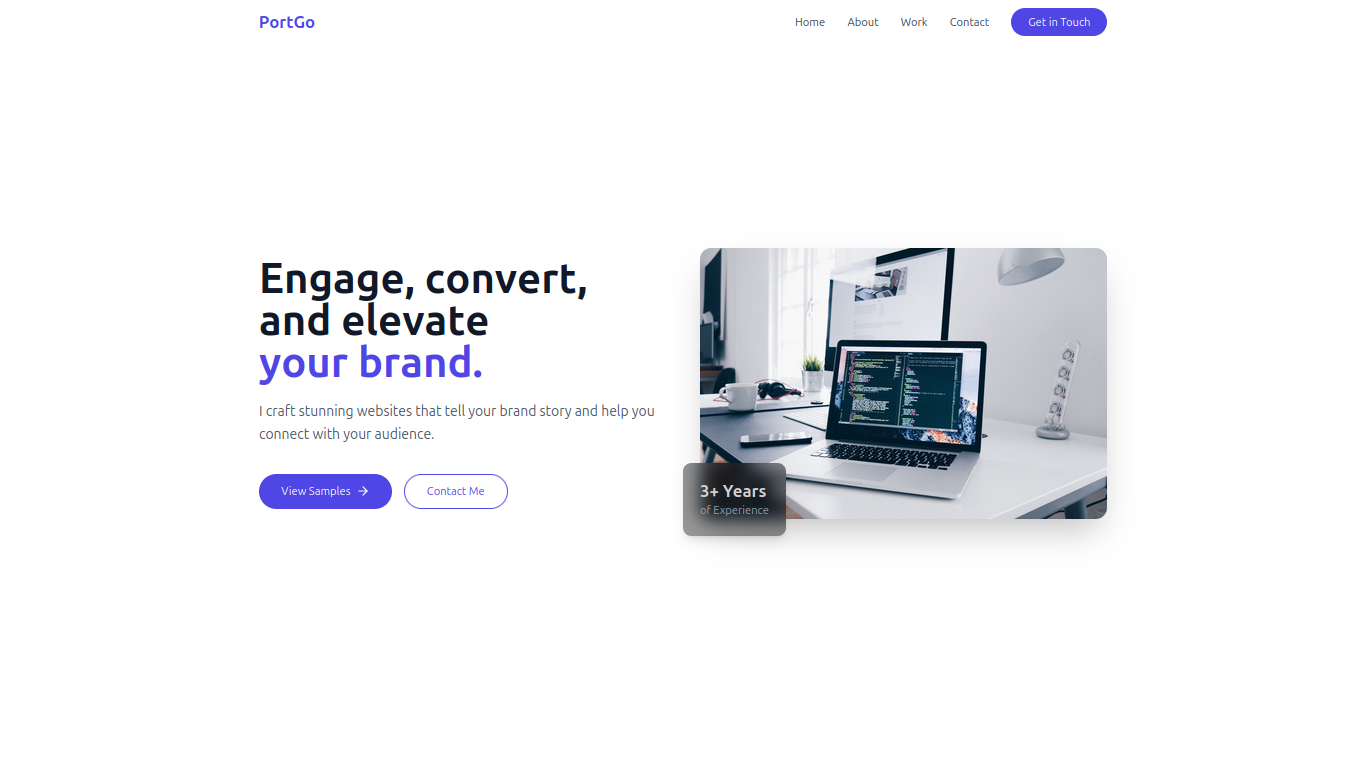 PortGo
Home About Work Contact Get in Touch
Engage, convert,
and elevate
your brand.
I craft stunning websites that tell your brand story and help you
connect with your audience.
View Samples → Contact Me
3+ Years
of Experience